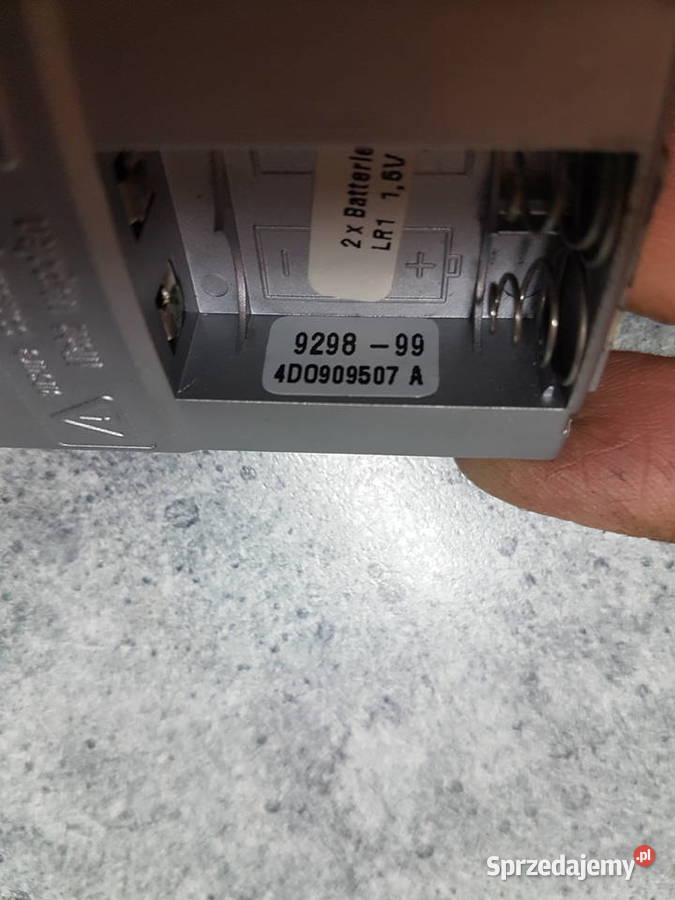 2 x Batterie
LR1 1,5V
9298 - 99
4D0909507 A
Sprzedajemy.pl